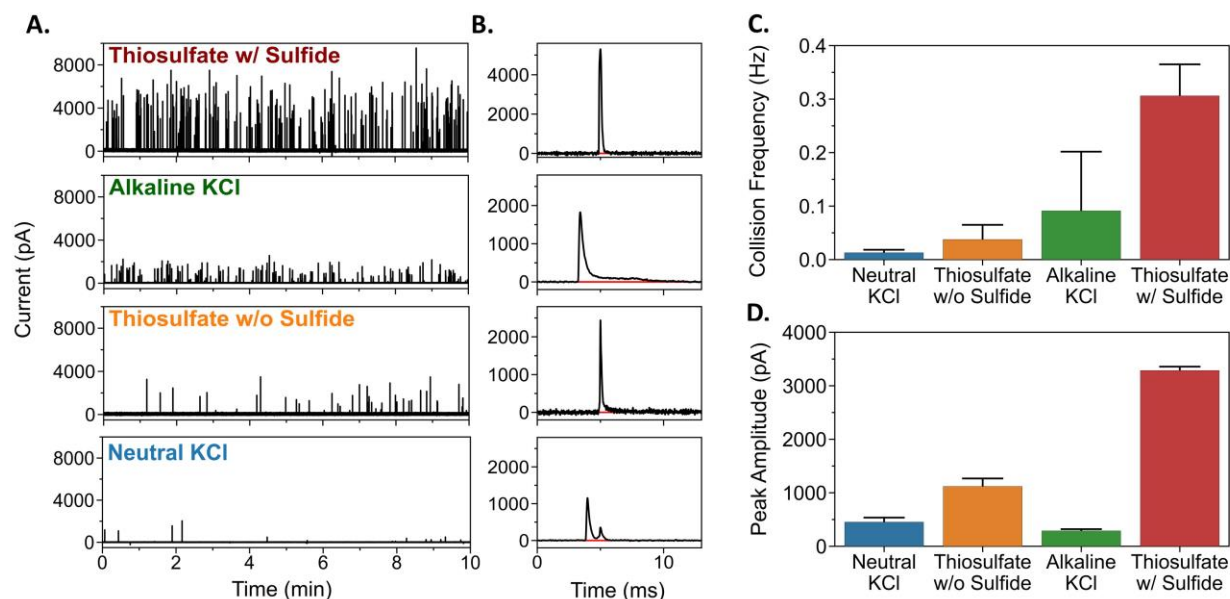 A.
Thiosulfate w/ Sulfide
8000
4000
0
Alkaline KCl
8000
4000
0
Thiosulfate w/o Sulfide
8000
4000
0
Neutral KCl
8000
4000
0
0 2 4 6 8 10
Time (min)
Current (pA)
B.
4000
2000
0
2000
1000
0
2000
1000
0
2000
1000
0
0 10
Time (ms)
C.
Collision Frequency (Hz)
0.4
0.3
0.2
0.1
0.0
Neutral Thiosulfate Alkaline Thiosulfate
KCl w/o Sulfide KCl w/ Sulfide
D.
Peak Amplitude (pA)
4000
3000
2000
1000
0
Neutral Thiosulfate Alkaline Thiosulfate
KCl w/o Sulfide KCl w/ Sulfide